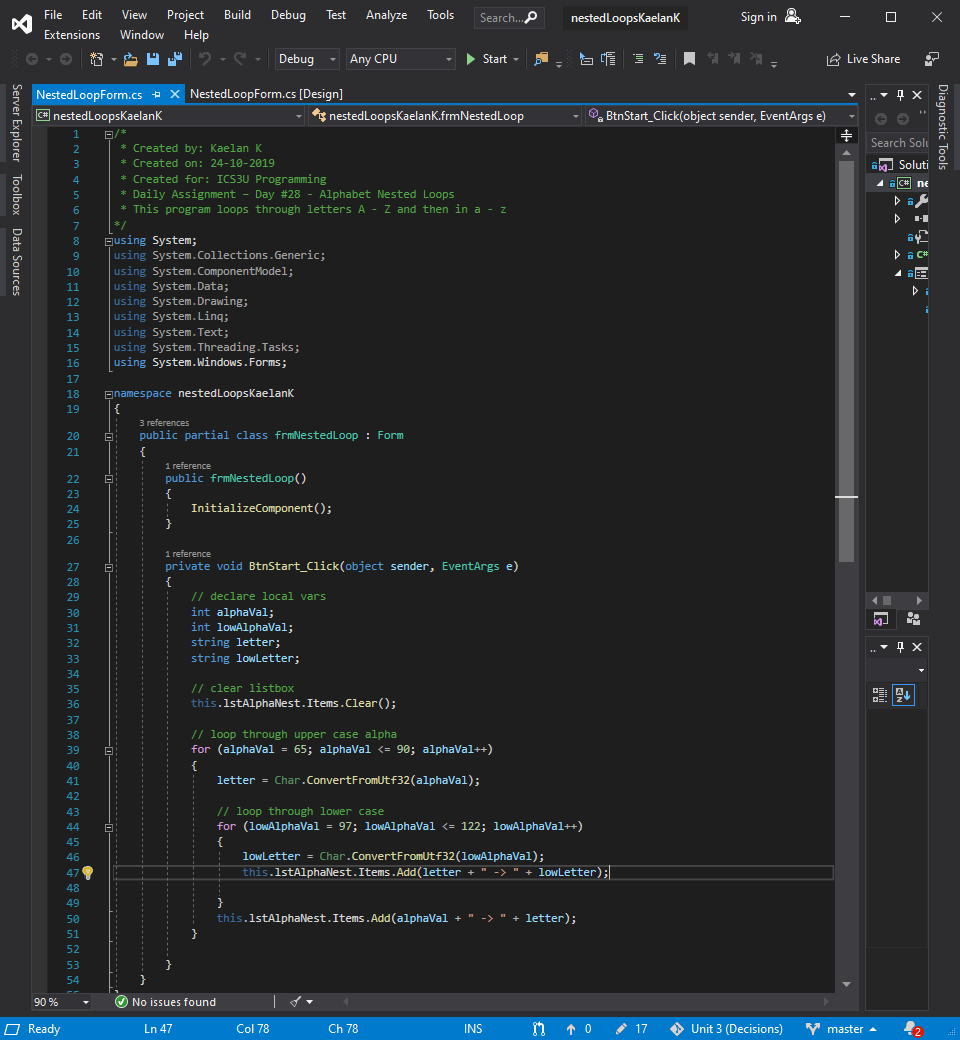 File Edit View Project Build Debug Test Analyze Tools Search... nestedLoopsKaelanK Sign in
Extensions Window Help
Debug Any CPU Start Live Share
Server Explorer
Toolbox
Data Sources
NestedLoopForm.cs NestedLoopForm.cs [Design]
C# nestedLoopsKaelanK nestedLoopsKaelanK.frmNestedLoop BtnStart_Click(object sender, EventArgs e)
1 /*
2 * Created by: Kaelan K
3 * Created on: 24-10-2019
4 * Created for: ICS3U Programming
5 * Daily Assignment – Day #28 - Alphabet Nested Loops
6 * This program loops through letters A - Z and then in a - z
7 */
8 using System;
9 using System.Collections.Generic;
10 using System.ComponentModel;
11 using System.Data;
12 using System.Drawing;
13 using System.Linq;
14 using System.Text;
15 using System.Threading.Tasks;
16 using System.Windows.Forms;
17
18 namespace nestedLoopsKaelanK
19 {
3 references
20 public partial class frmNestedLoop : Form
21 {
1 reference
22 public frmNestedLoop()
23 {
24 InitializeComponent();
25 }
26
1 reference
27 private void BtnStart_Click(object sender, EventArgs e)
28 {
29 // declare local vars
30 int alphaVal;
31 int lowAlphaVal;
32 string letter;
33 string lowLetter;
34
35 // clear listbox
36 this.lstAlphaNest.Items.Clear();
37
38 // loop through upper case alpha
39 for (alphaVal = 65; alphaVal <= 90; alphaVal++)
40 {
41 letter = Char.ConvertFromUtf32(alphaVal);
42
43 // loop through lower case
44 for (lowAlphaVal = 97; lowAlphaVal <= 122; lowAlphaVal++)
45 {
46 lowLetter = Char.ConvertFromUtf32(lowAlphaVal);
47 this.lstAlphaNest.Items.Add(letter + " -> " + lowLetter);
48
49 }
50 this.lstAlphaNest.Items.Add(alphaVal + " -> " + letter);
51 }
52
53 }
54 }
Diagnostic Tools
Search Solu
Soluti
C# ne
C#
90 % No issues found
Ready Ln 47 Col 78 Ch 78 INS 0 17 Unit 3 (Decisions) master 2